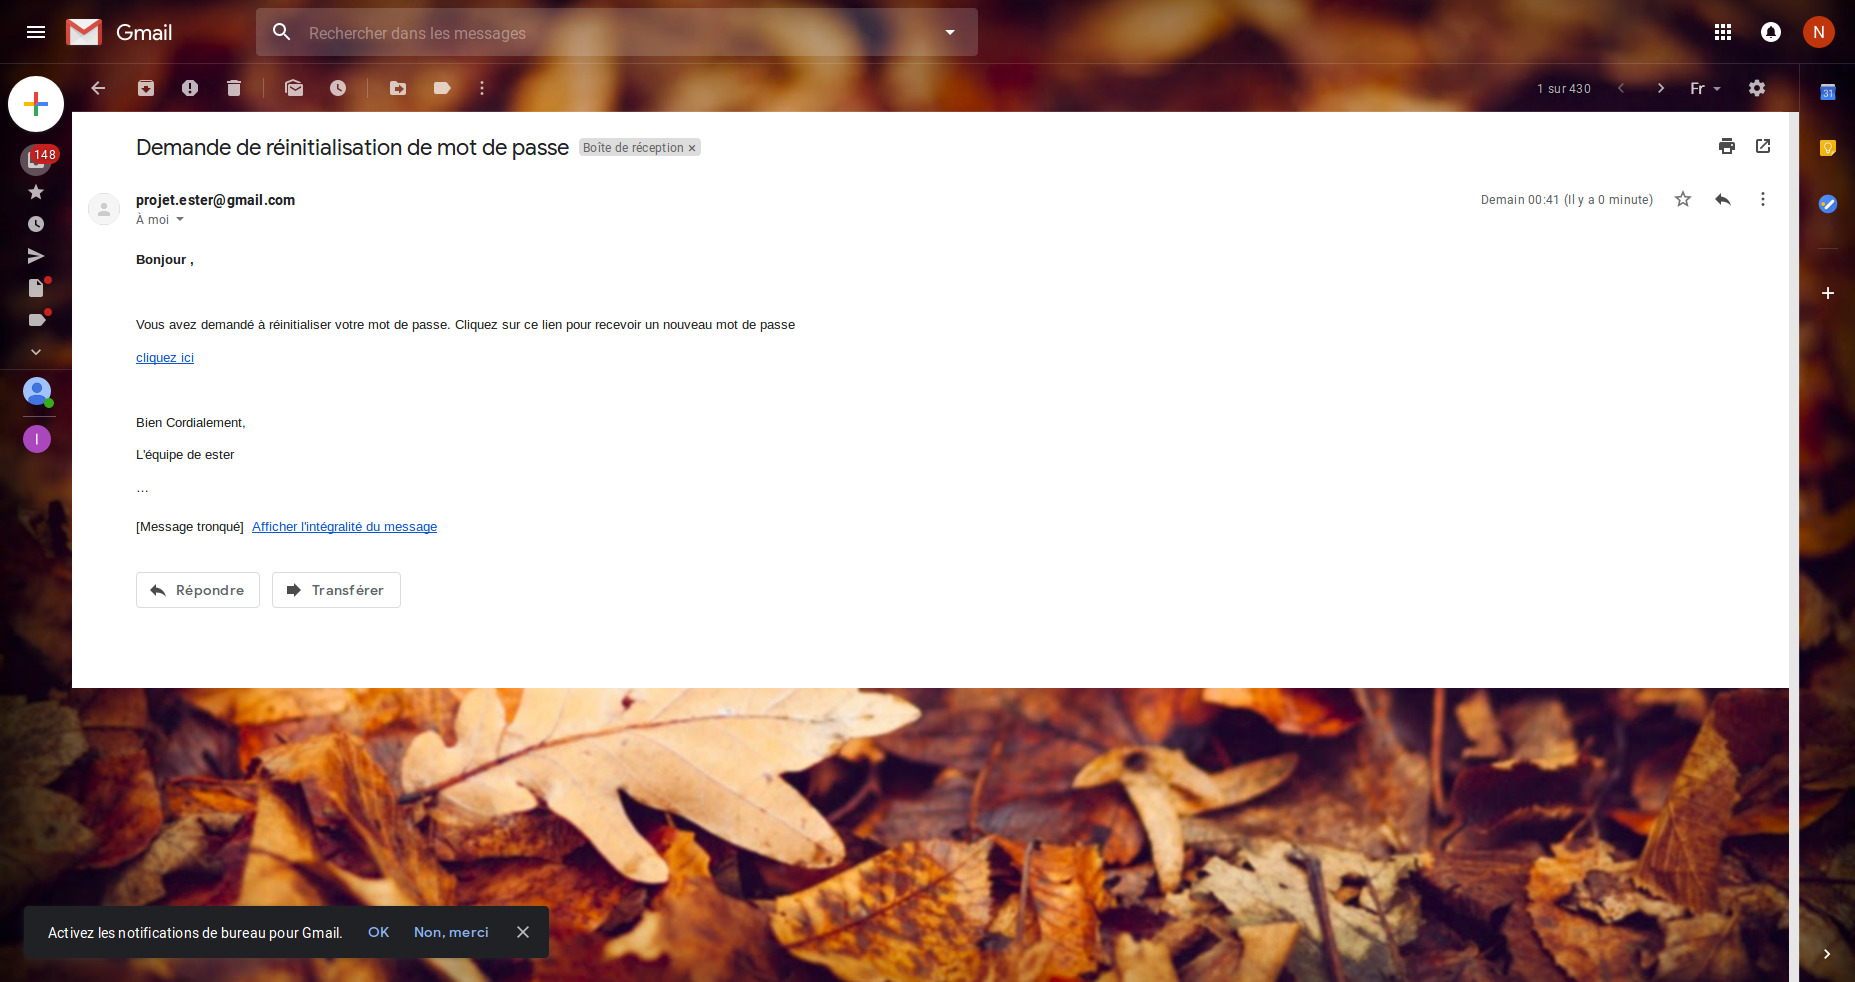 Gmail
Rechercher dans les messages
N
1 sur 430
Fr
31
148
Demande de réinitialisation de mot de passe
Boîte de réception ×
projet.ester@gmail.com
Demain 00:41 (Il y a 0 minute)
À moi
Bonjour ,
Vous avez demandé à réinitialiser votre mot de passe. Cliquez sur ce lien pour recevoir un nouveau mot de passe
cliquez ici
I
Bien Cordialement,
L'équipe de ester
...
[Message tronqué] Afficher l'intégralité du message
Répondre
Transférer
Activez les notifications de bureau pour Gmail.
OK
Non, merci